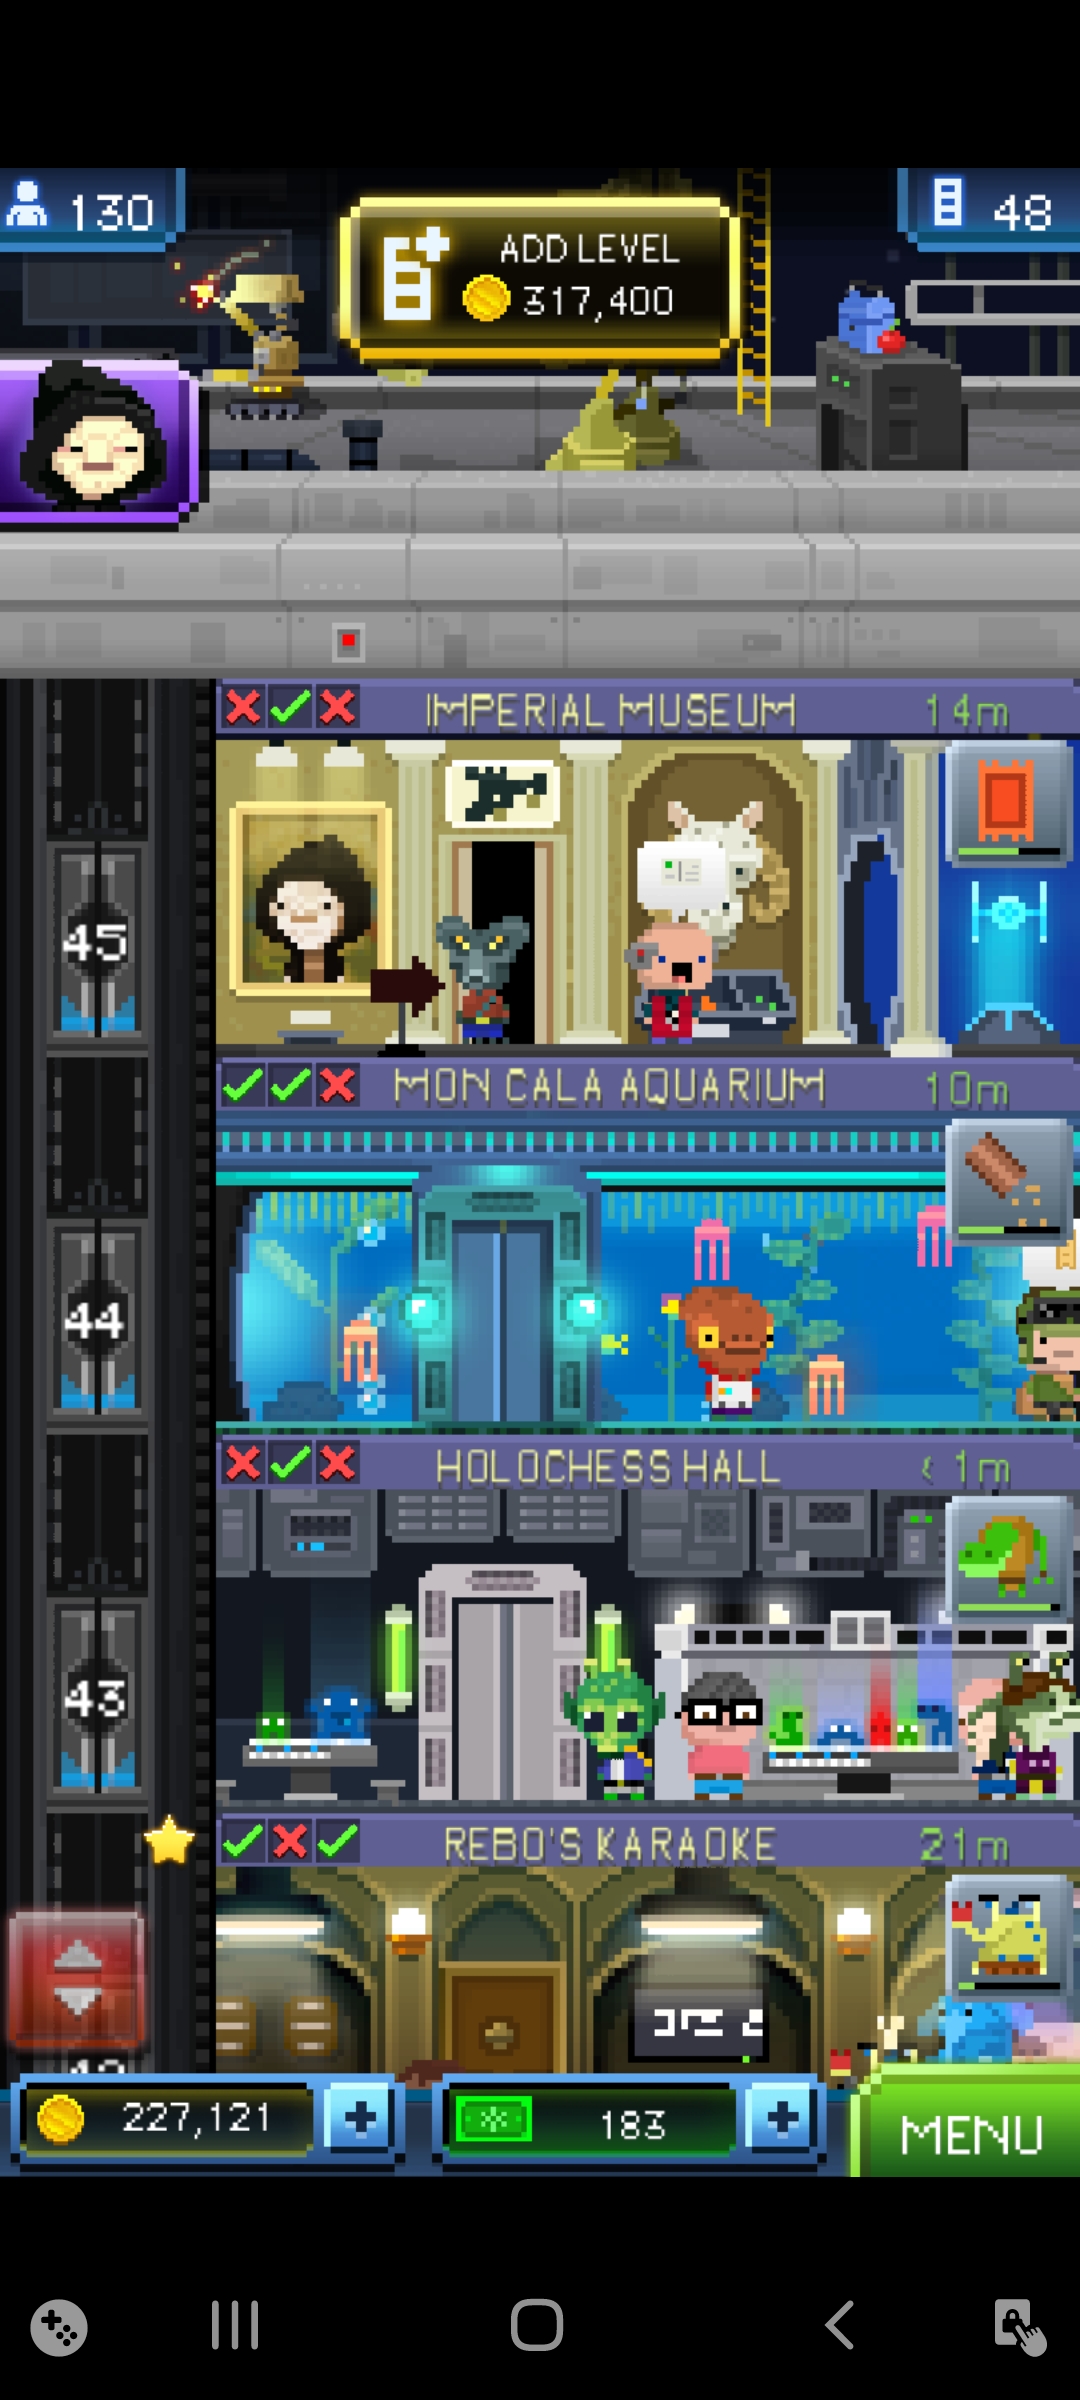 130
ADD LEVEL
317,400
48
IMPERIAL MUSEUM 14m
45
MON CALA AQUARIUM 10m
44
HOLOCHESS HALL < 1m
43
REBO'S KARAOKE 21m
227,121
183
MENU